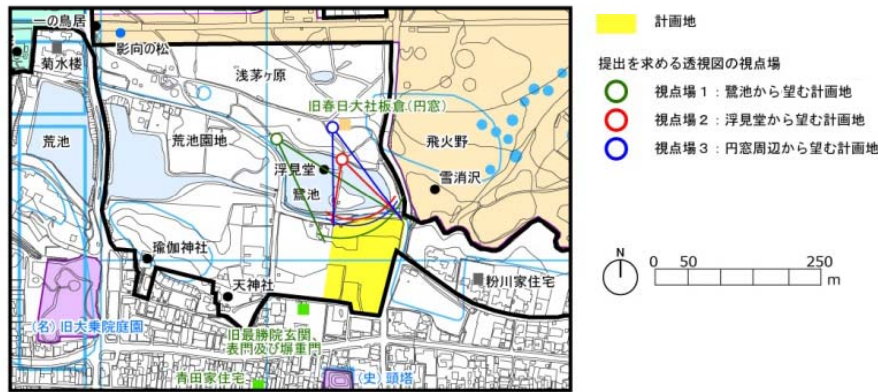 一の鳥居
影向の松
菊水楼
浅茅ヶ原
旧春日大社板倉(円窓)
荒池
荒池園地
飛火野
浮見堂
鷺池
雪消沢
瑜伽神社
天神社
粉川家住宅
(名)旧大乗院庭園
旧最勝院玄関、
表門及び塀重門
青田家住宅
(史)頭塔
計画地
提出を求める透視図の視点場
視点場1:鷺池から望む計画地
視点場2:浮見堂から望む計画地
視点場3:円窓周辺から望む計画地
N
0 50 250
m